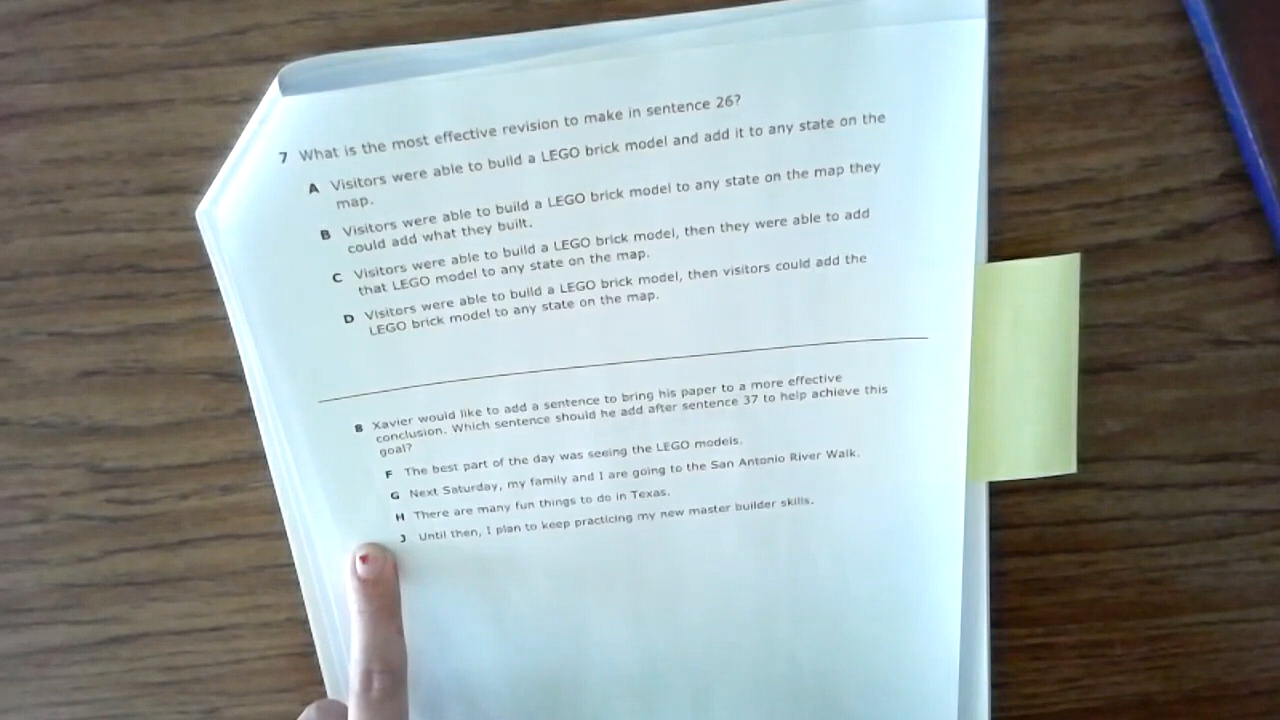 7 What is the most effective revision to make in sentence 26?
A Visitors were able to build a LEGO brick model and add it to any state on the
map.
B Visitors were able to build a LEGO brick model to any state on the map they
could add what they built.
C Visitors were able to build a LEGO brick model, then they were able to add
that LEGO model to any state on the map.
D Visitors were able to build a LEGO brick model, then visitors could add the
LEGO brick model to any state on the map.
8 Xavier would like to add a sentence to bring his paper to a more effective
conclusion. Which sentence should he add after sentence 37 to help achieve this
goal?
F The best part of the day was seeing the LEGO models.
G Next Saturday, my family and I are going to the San Antonio River Walk.
H There are many fun things to do in Texas.
J Until then, I plan to keep practicing my new master builder skills.